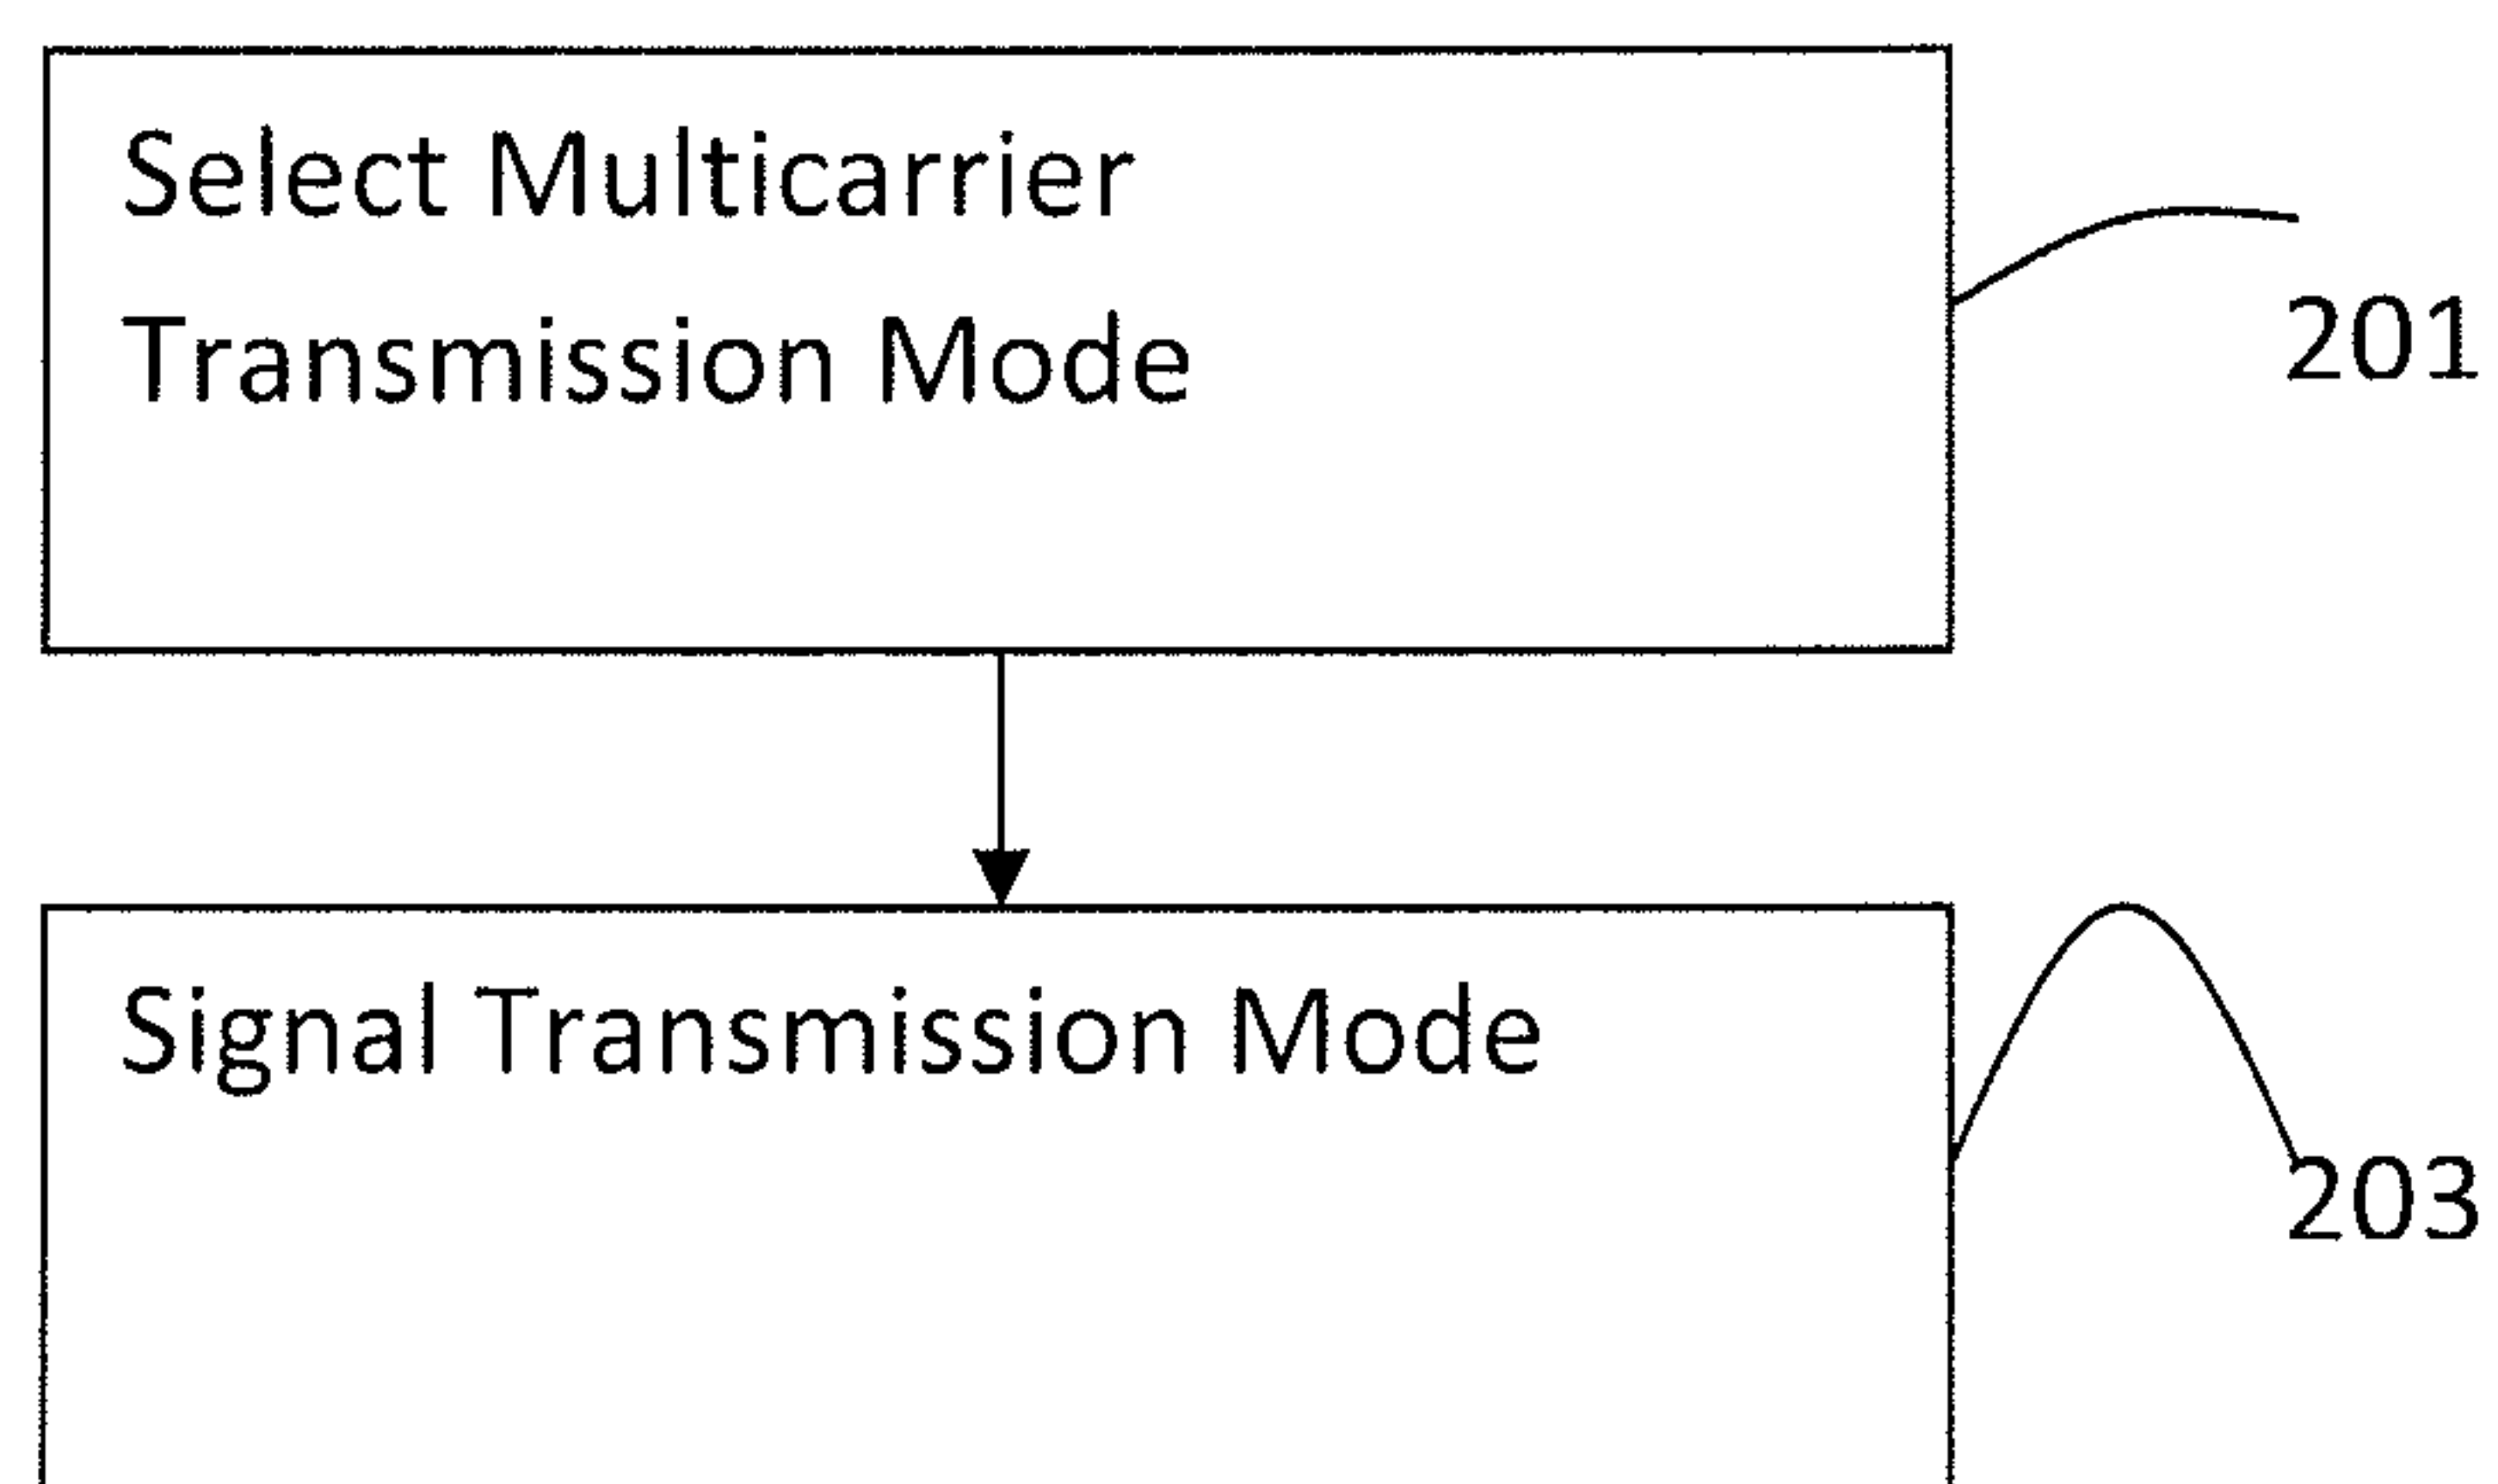 Select Multicarrier
Transmission Mode
201
Signal Transmission Mode
203